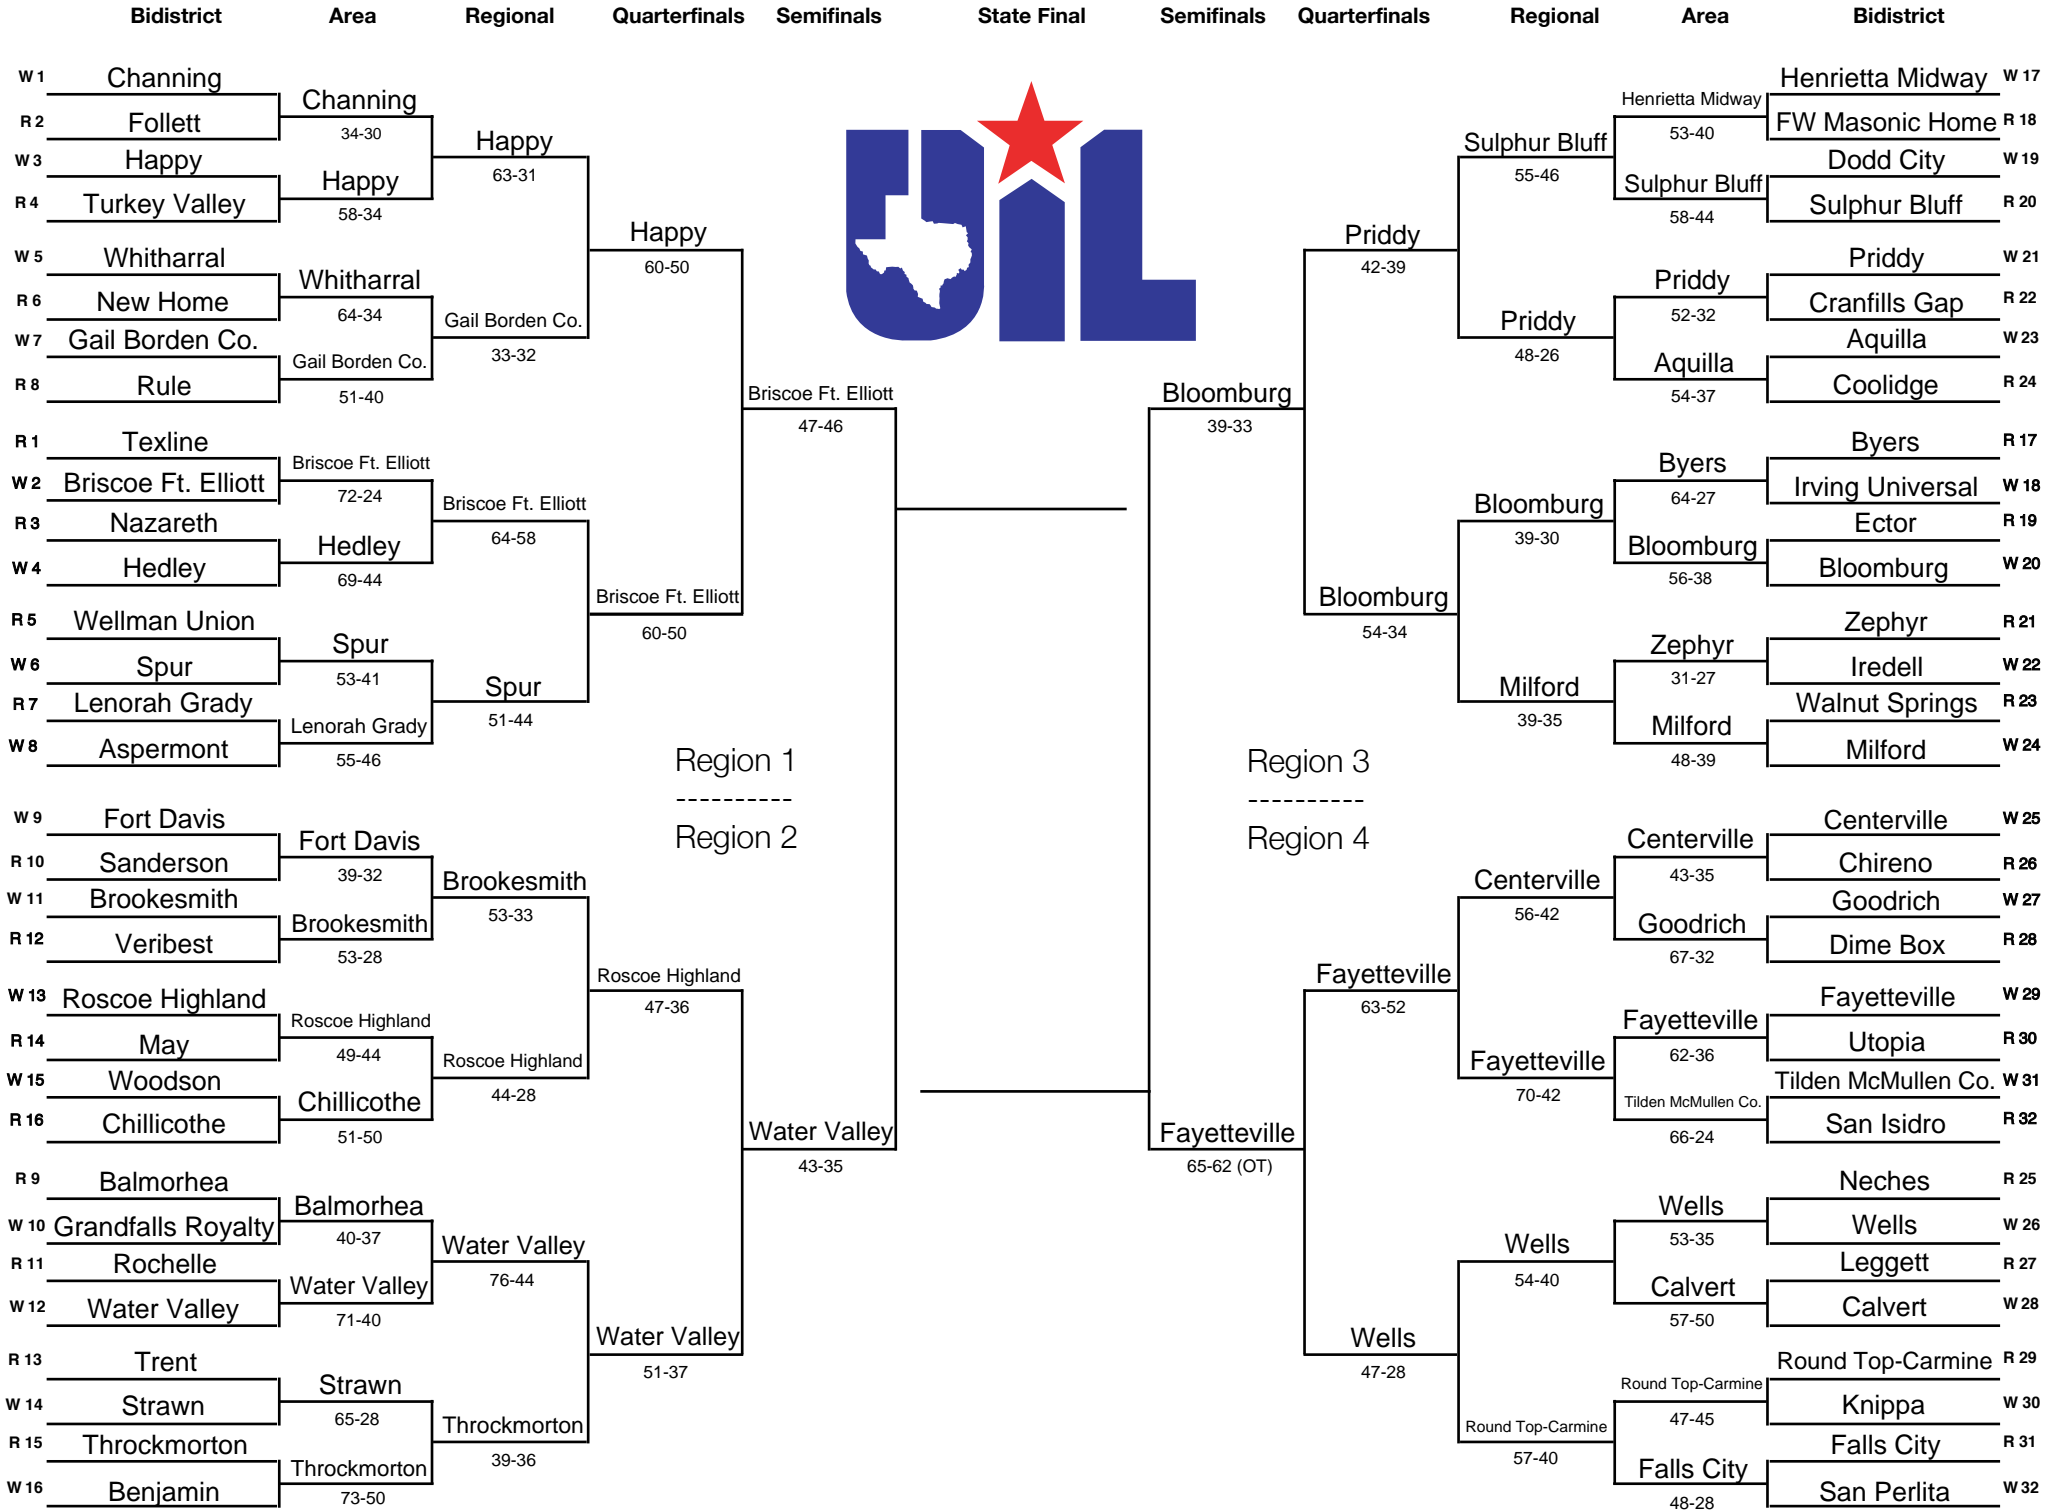 Bidistrict Area Regional Quarterfinals Semifinals State Final Semifinals Quarterfinals Regional Area Bidistrict
W 1 Channing
Channing
R 2 Follett
34-30
Happy
63-31
W 3 Happy
Happy
R 4 Turkey Valley
58-34
Happy
60-50
W 5 Whitharral
Whitharral
R 6 New Home
64-34
Gail Borden Co.
33-32
W 7 Gail Borden Co.
Gail Borden Co.
R 8 Rule
51-40
Briscoe Ft. Elliott
47-46
R 1 Texline
Briscoe Ft. Elliott
W 2 Briscoe Ft. Elliott
72-24
Briscoe Ft. Elliott
64-58
R 3 Nazareth
Hedley
W 4 Hedley
69-44
Briscoe Ft. Elliott
60-50
R 5 Wellman Union
Spur
W 6 Spur
53-41
Spur
51-44
R 7 Lenorah Grady
Lenorah Grady
W 8 Aspermont
55-46
Region 1
----------
Region 2
W 9 Fort Davis
Fort Davis
R 10 Sanderson
39-32
Brookesmith
53-33
W 11 Brookesmith
Brookesmith
R 12 Veribest
53-28
Roscoe Highland
47-36
W 13 Roscoe Highland
Roscoe Highland
R 14 May
49-44
Roscoe Highland
44-28
W 15 Woodson
Chillicothe
R 16 Chillicothe
51-50
Water Valley
43-35
R 9 Balmorhea
Balmorhea
W 10 Grandfalls Royalty
40-37
Water Valley
76-44
R 11 Rochelle
Water Valley
W 12 Water Valley
71-40
Water Valley
51-37
R 13 Trent
Strawn
W 14 Strawn
65-28
Throckmorton
39-36
R 15 Throckmorton
Throckmorton
W 16 Benjamin
73-50
UIL
Henrietta Midway W 17
Henrietta Midway
FW Masonic Home R 18
53-40
Sulphur Bluff
55-46
Dodd City W 19
Sulphur Bluff
Sulphur Bluff R 20
58-44
Priddy
42-39
Priddy W 21
Priddy
Cranfills Gap R 22
52-32
Priddy
48-26
Aquilla W 23
Aquilla
Coolidge R 24
54-37
Bloomburg
39-33
Byers R 17
Byers
Irving Universal W 18
64-27
Bloomburg
39-30
Ector R 19
Bloomburg
Bloomburg W 20
56-38
Bloomburg
54-34
Zephyr R 21
Zephyr
Iredell W 22
31-27
Milford
39-35
Walnut Springs R 23
Milford
Milford W 24
48-39
Region 3
----------
Region 4
Centerville W 25
Centerville
Chireno R 26
43-35
Centerville
56-42
Goodrich W 27
Goodrich
Dime Box R 28
67-32
Fayetteville
63-52
Fayetteville W 29
Fayetteville
Utopia R 30
62-36
Fayetteville
70-42
Tilden McMullen Co. W 31
Tilden McMullen Co.
San Isidro R 32
66-24
Fayetteville
65-62 (OT)
Neches R 25
Wells
Wells W 26
53-35
Wells
54-40
Leggett R 27
Calvert
Calvert W 28
57-50
Wells
47-28
Round Top-Carmine R 29
Round Top-Carmine
Knippa W 30
47-45
Round Top-Carmine
57-40
Falls City R 31
Falls City
San Perlita W 32
48-28